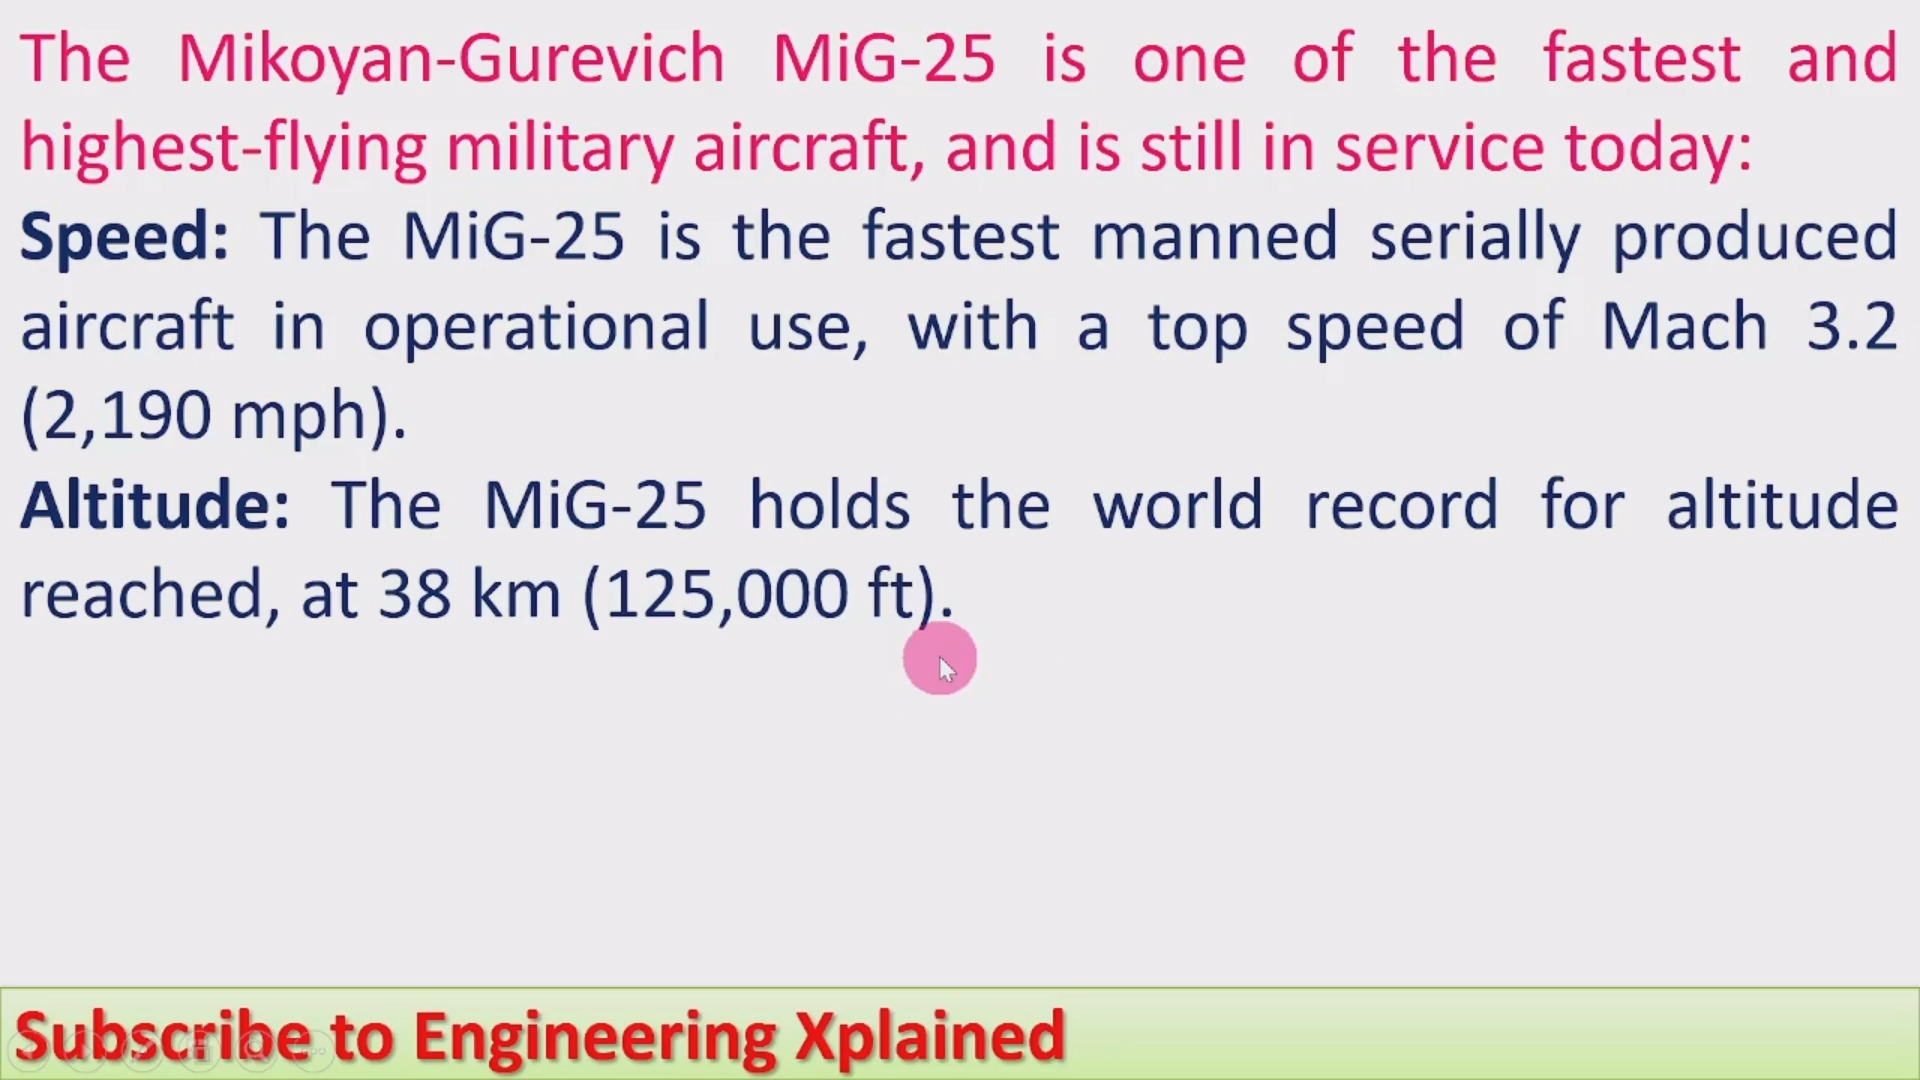 The Mikoyan-Gurevich MiG-25 is one of the fastest and
highest-flying military aircraft, and is still in service today:
Speed: The MiG-25 is the fastest manned serially produced
aircraft in operational use, with a top speed of Mach 3.2
(2,190 mph).
Altitude: The MiG-25 holds the world record for altitude
reached, at 38 km (125,000 ft).
Subscribe to Engineering Xplained